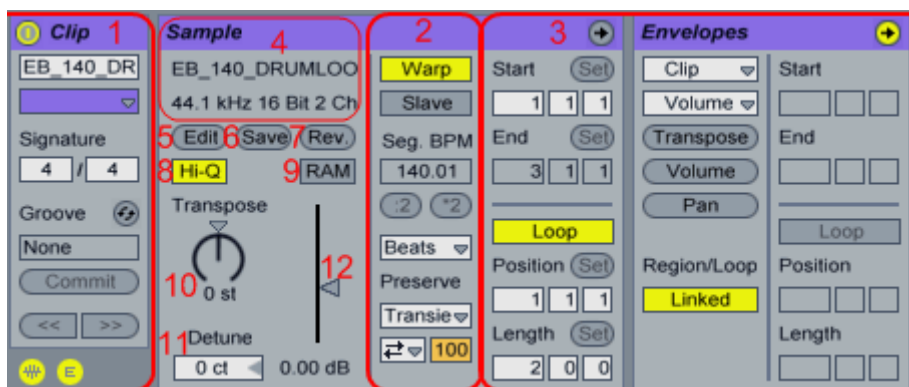 Clip 1
EB_140_DR
Signature
4 / 4
Groove
None
Commit
<< >>
E
Sample
4
EB_140_DRUMLOO
44.1 kHz 16 Bit 2 Ch
5 Edit 6 Save 7 Rev.
8 Hi-Q 9 RAM
Transpose
10 0 st
12
11 Detune
0 ct 0.00 dB
2
Warp
Slave
Seg. BPM
140.01
:2 *2
Beats
Preserve
Transie
100
3
Start Set
1 1 1
End Set
3 1 1
Loop
Position Set
1 1 1
Length Set
2 0 0
Envelopes
Clip
Volume
Transpose
Volume
Pan
Region/Loop
Linked
Start
End
Loop
Position
Length